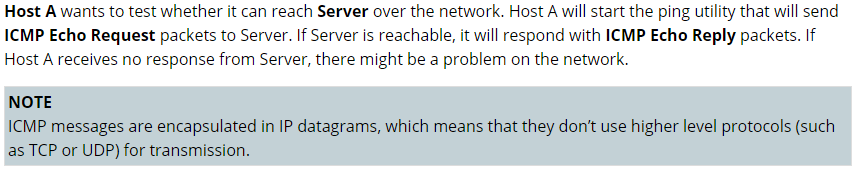 Host A wants to test whether it can reach Server over the network. Host A will start the ping utility that will send
ICMP Echo Request packets to Server. If Server is reachable, it will respond with ICMP Echo Reply packets. If
Host A receives no response from Server, there might be a problem on the network.
NOTE
ICMP messages are encapsulated in IP datagrams, which means that they don’t use higher level protocols (such
as TCP or UDP) for transmission.